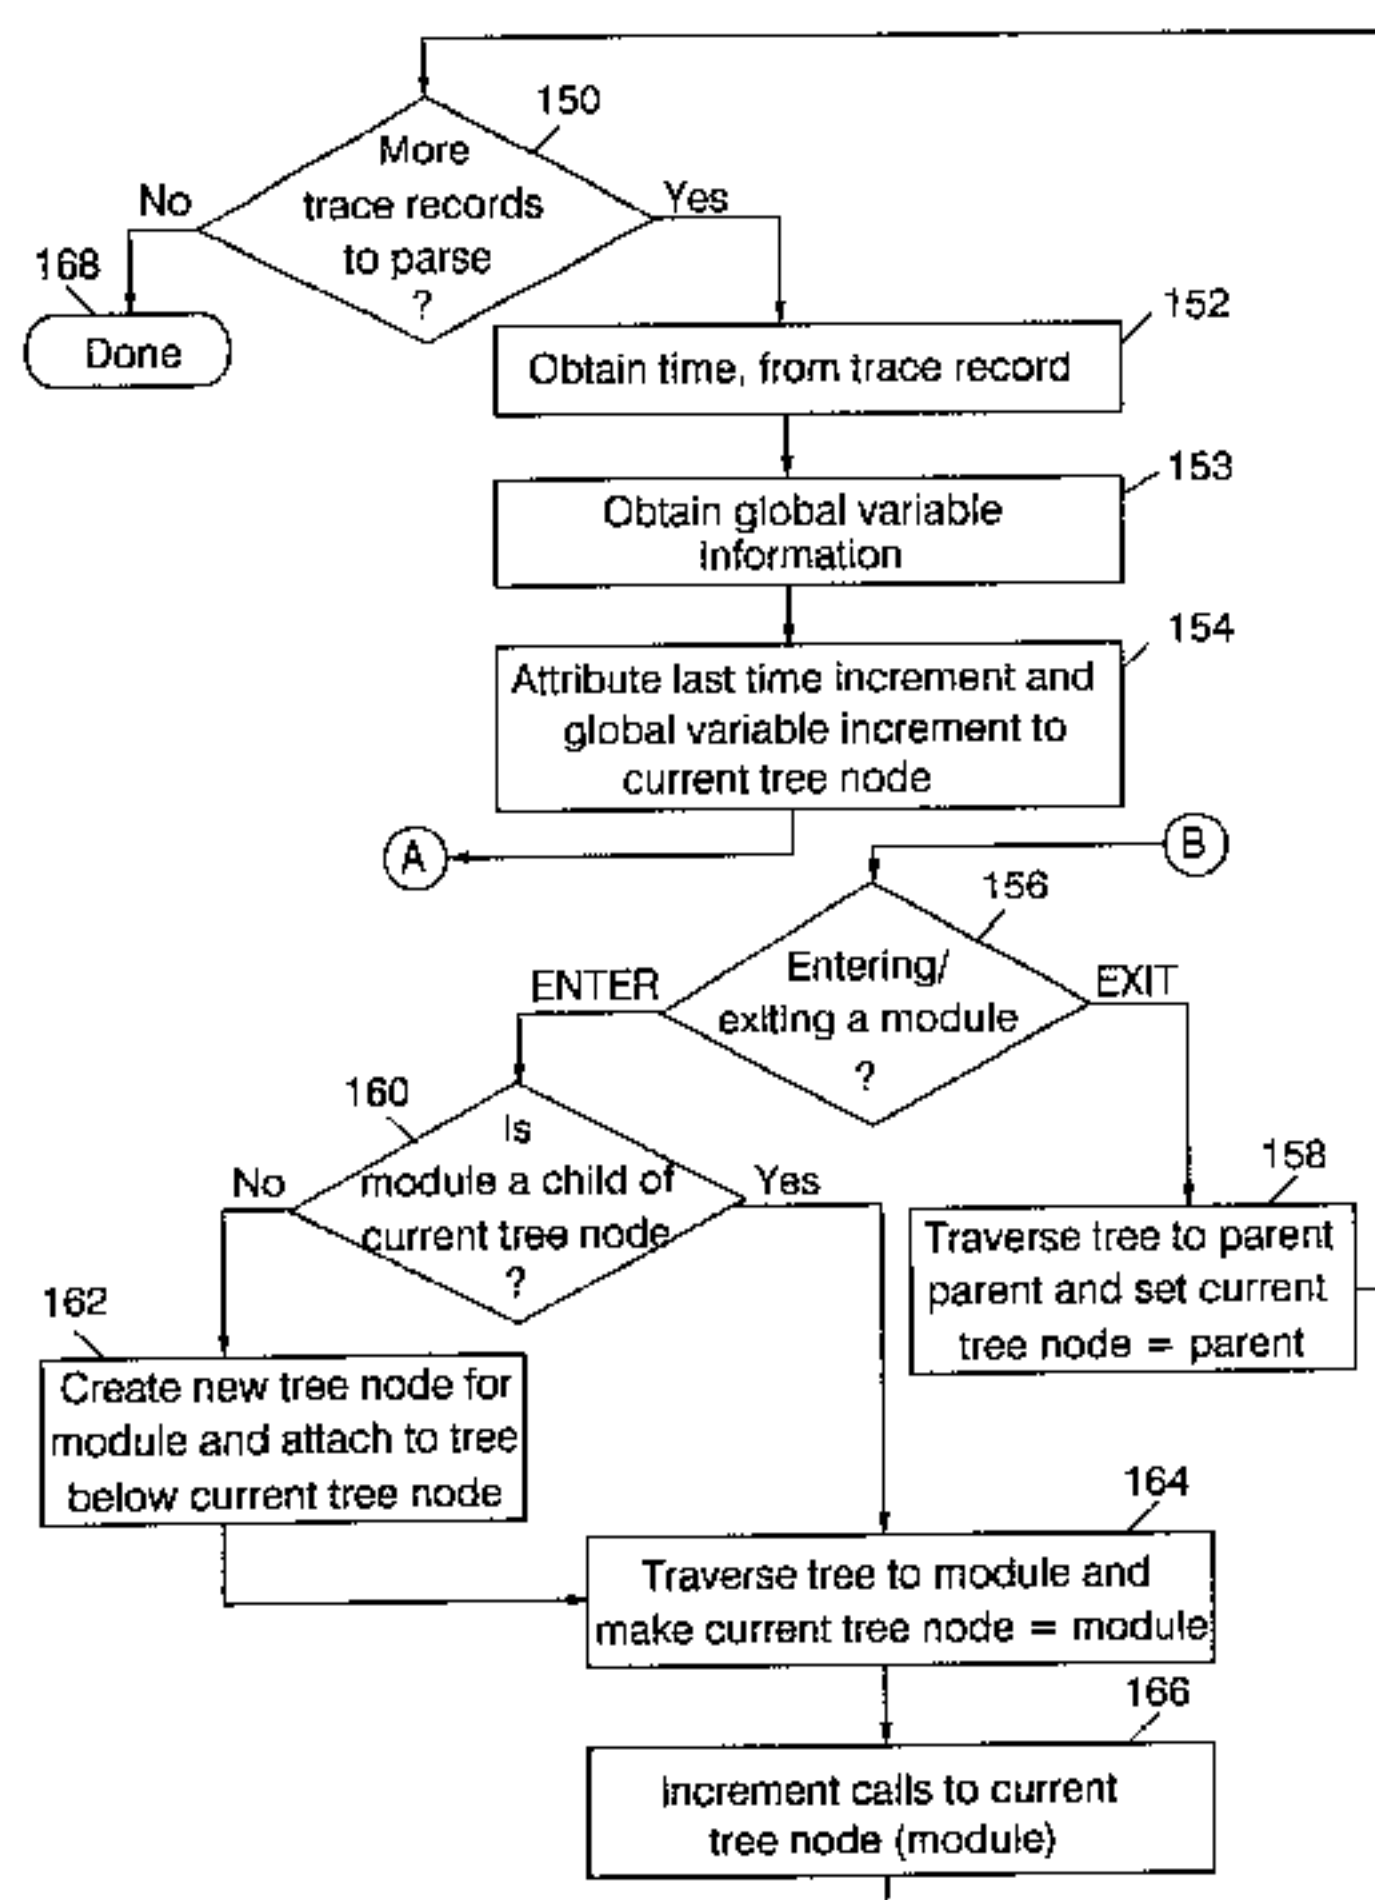 150
More
trace records
to parse
?
No
Yes
168
Done
152
Obtain time, from trace record
153
Obtain global variable
Information
154
Attribute last time increment and
global variable increment to
current tree node
A
B
156
Entering/
exiting a module
?
ENTER
EXIT
160
Is
module a child of
current tree node
?
No
Yes
158
Traverse tree to parent
parent and set current
tree node = parent
162
Create new tree node for
module and attach to tree
below current tree node
164
Traverse tree to module and
make current tree node = module
166
Increment calls to current
tree node (module)